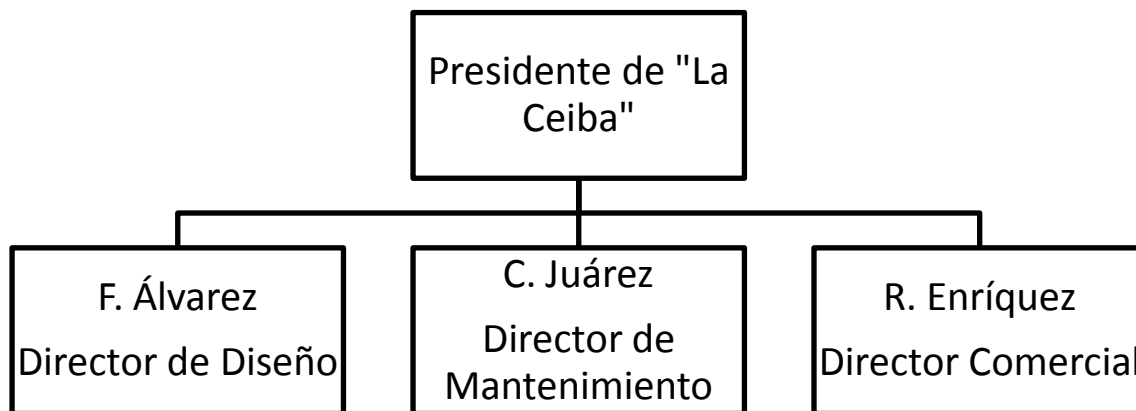 Presidente de "La
Ceiba"
F. Álvarez
Director de Diseño
C. Juárez
Director de
Mantenimiento
R. Enríquez
Director Comercial